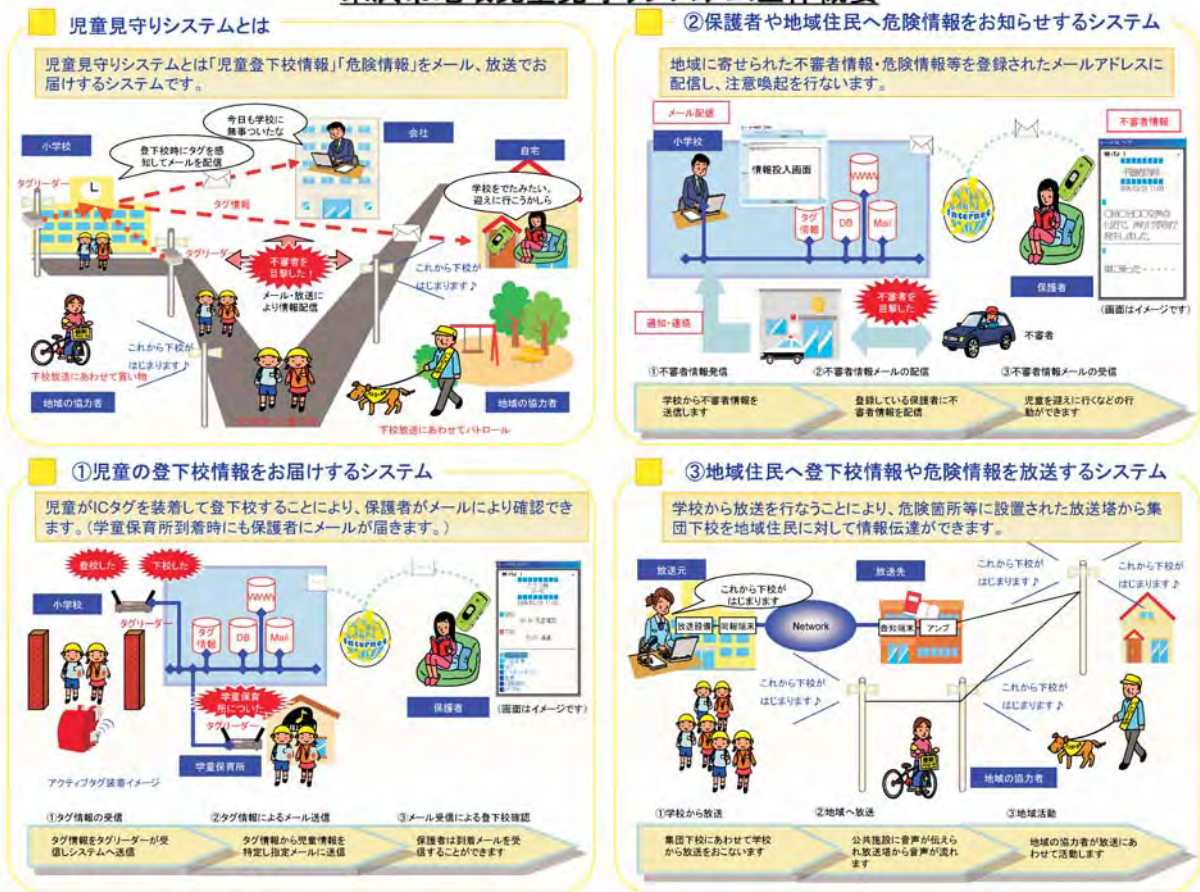 児童見守りシステムとは
児童見守りシステムとは「児童登下校情報」「危険情報」をメール、放送でお
届けするシステムです。
今日も学校に
無事ついたな
会社
小学校
登下校時にタグを感
知してメールを配信
自宅
タグリーダー
タグ情報
学校をでたみたい。
迎えに行こうかしら
タグリーダー
不審者を
目撃した！
メール・放送に
より情報配信
これから下校が
はじまります♪
これから下校が
はじまります♪
下校放送にあわせて買い物
地域の協力者
地域の協力者
下校放送にあわせてパトロール
②保護者や地域住民へ危険情報をお知らせするシステム
地域に寄せられた不審者情報・危険情報等を登録されたメールアドレスに
配信し、注意喚起を行ないます。
メール配信
小学校
情報投入画面
タグ
情報
DB
Mail
Internet
不審者情報
保護者
(画面はイメージです)
通知・連絡
不審者を
目撃した
不審者
①不審者情報発信
②不審者情報メールの配信
③不審者情報メールの受信
学校から不審者情報を
送信します
登録している保護者に不
審者情報を配信
児童を迎えに行くなどの行
動ができます
①児童の登下校情報をお届けするシステム
児童がICタグを装着して登下校することにより、保護者がメールにより確認でき
ます。(学童保育所到着時にも保護者にメールが届きます。)
登校した
下校した
小学校
タグリーダー
タグ
情報
DB
Mail
Internet
保護者
(画面はイメージです)
学童保育
所についた
タグリーダー
学童保育所
アクティブタグ装着イメージ
①タグ情報の受信
②タグ情報によるメール送信
③メール受信による登下校確認
タグ情報をタグリーダーが受
信しシステムへ送信
タグ情報から児童情報を
特定し指定メールに送信
保護者は到着メールを受
信することができます
③地域住民へ登下校情報や危険情報を放送するシステム
学校から放送を行なうことにより、危険箇所等に設置された放送塔から集
団下校を地域住民に対して情報伝達ができます。
放送元
これから下校が
はじまります
放送先
これから下校が
はじまります♪
これから下校が
はじまります♪
放送設備
同報端末
Network
告知端末
アンプ
これから下校が
はじまります♪
これから下校が
はじまります♪
地域の協力者
①学校から放送
②地域へ放送
③地域活動
集団下校にあわせて学校
から放送をおこないます
公共施設に音声が伝えら
れ放送塔から音声が流れ
ます
地域の協力者が放送にあ
わせて活動します